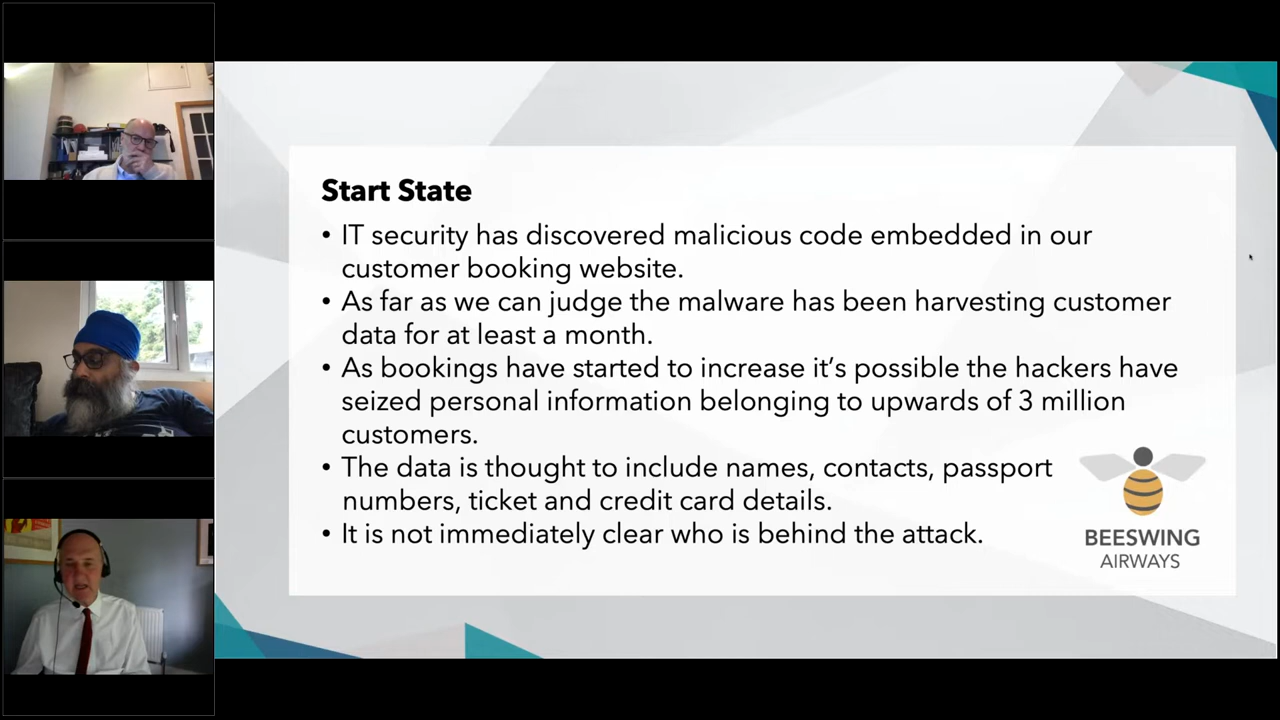 Start State
• IT security has discovered malicious code embedded in our
customer booking website.
• As far as we can judge the malware has been harvesting customer
data for at least a month.
• As bookings have started to increase it’s possible the hackers have
seized personal information belonging to upwards of 3 million
customers.
• The data is thought to include names, contacts, passport
numbers, ticket and credit card details.
• It is not immediately clear who is behind the attack.
BEESWING
AIRWAYS